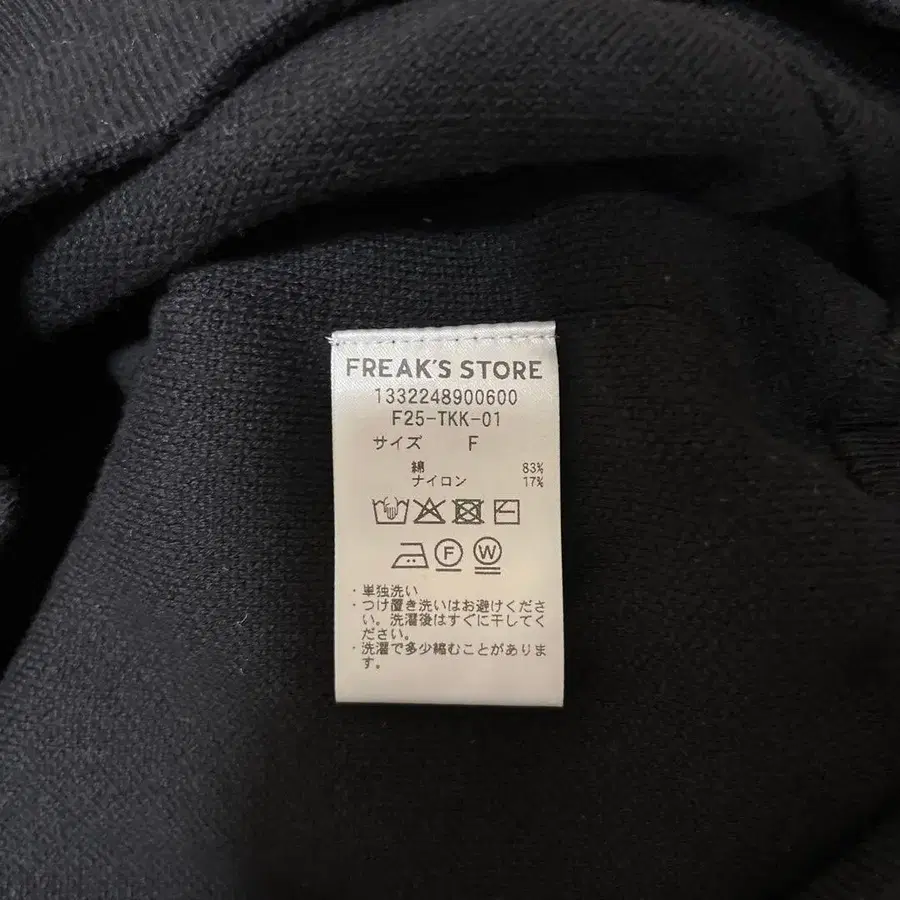 FREAK'S STORE
1332248900600
F25-TKK-01
サイズ F
綿 83%
ナイロン 17%
F W
・単独洗い
・つけ置き洗いはお避けくださ
い。洗濯後はすぐに干してく
ださい。
・洗濯で多少縮むことがありま
す。